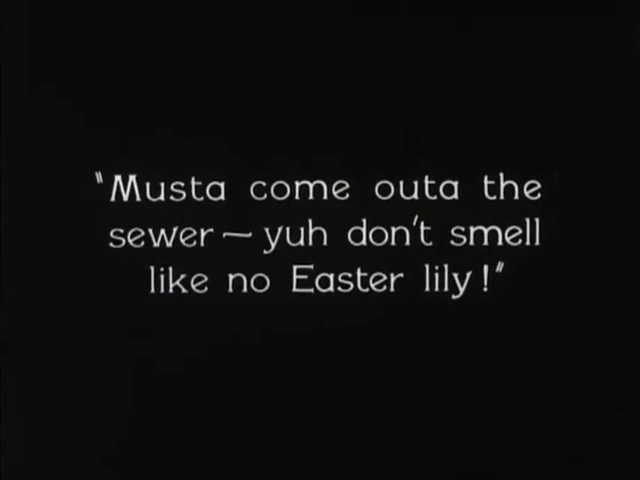 "Musta come outa the
sewer — yuh don't smell
like no Easter lily!"